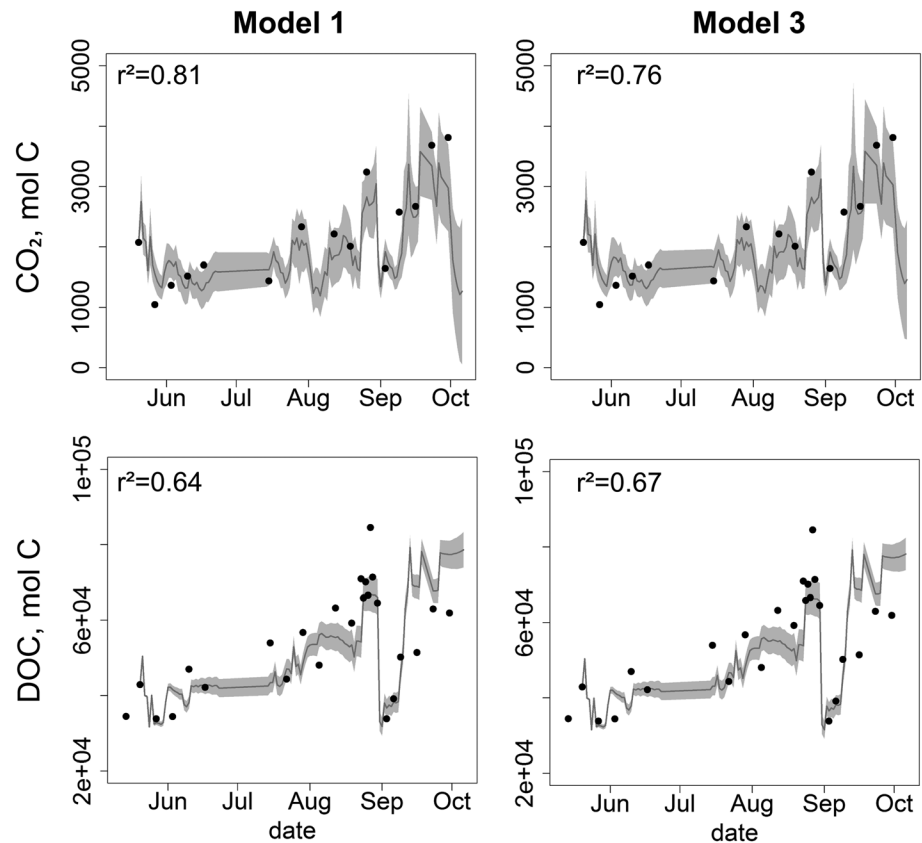 Model 1
Model 3
CO₂, mol C
r²=0.81
5000
3000
1000
0
Jun Jul Aug Sep Oct
r²=0.76
5000
3000
1000
0
Jun Jul Aug Sep Oct
DOC, mol C
r²=0.64
1e+05
6e+04
2e+04
Jun Jul Aug Sep Oct
date
r²=0.67
1e+05
6e+04
2e+04
Jun Jul Aug Sep Oct
date